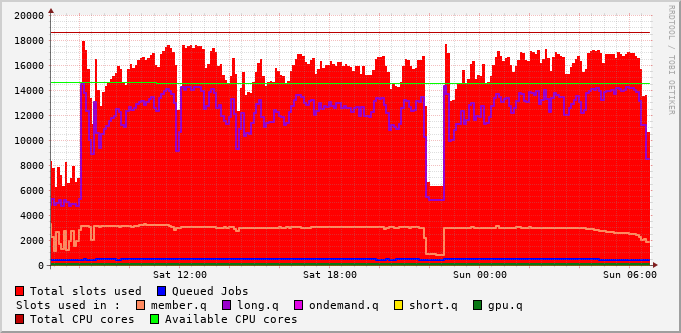 20000
18000
16000
14000
12000
10000
8000
6000
4000
2000
0
Sat 12:00 Sat 18:00 Sun 00:00 Sun 06:00
RRDTOOL / TOBI OETIKER
Total slots used Queued Jobs
Slots used in : member.q long.q ondemand.q short.q gpu.q
Total CPU cores Available CPU cores